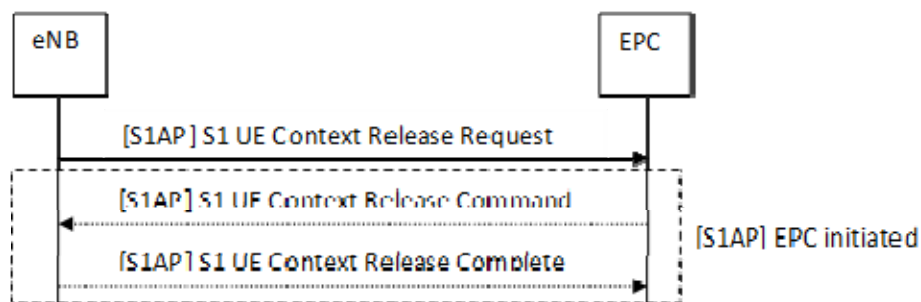 eNB
EPC
[S1AP] S1 UE Context Release Request
[S1AP] S1 UE Context Release Command
[S1AP] EPC initiated
[S1AP] S1 UE Context Release Complete